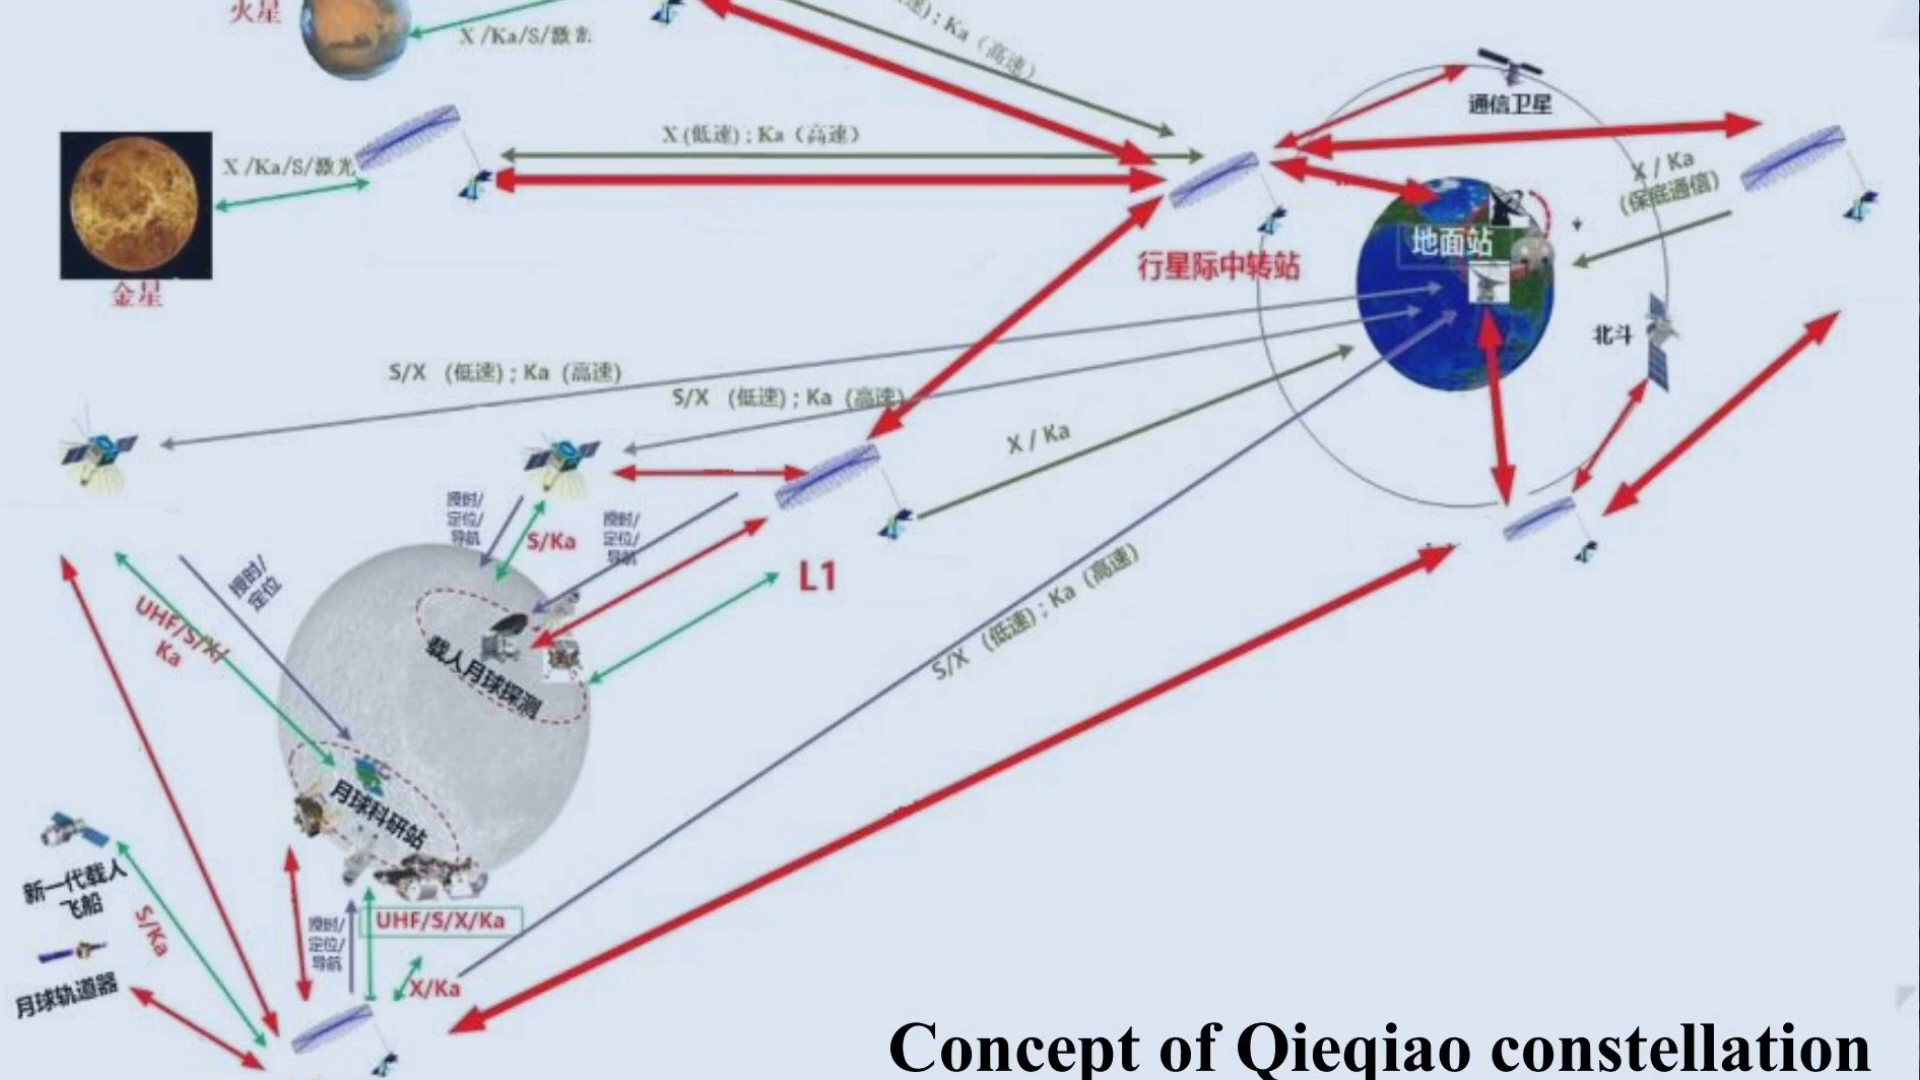 火星
X /Ka/S/激光
速) ; Ka（高速）
通信卫星
X (低速) ; Ka（高速）
X /Ka/S/激光
X / Ka
(保底通信)
地面站
行星际中转站
金星
北斗
S/X （低速）; Ka（高速）
S/X （低速）; Ka（高速）
X / Ka
授时/
定位/
导航
S/Ka
授时/
定位/
导航
L1
授时/
定位
UHF/S/X/
Ka
载人月球探测
S/X （低速）; Ka（高速）
月球科研站
新一代载人
飞船
S/Ka
月球轨道器
授时/
定位/
导航
UHF/S/X/Ka
X/Ka
Concept of Qieqiao constellation